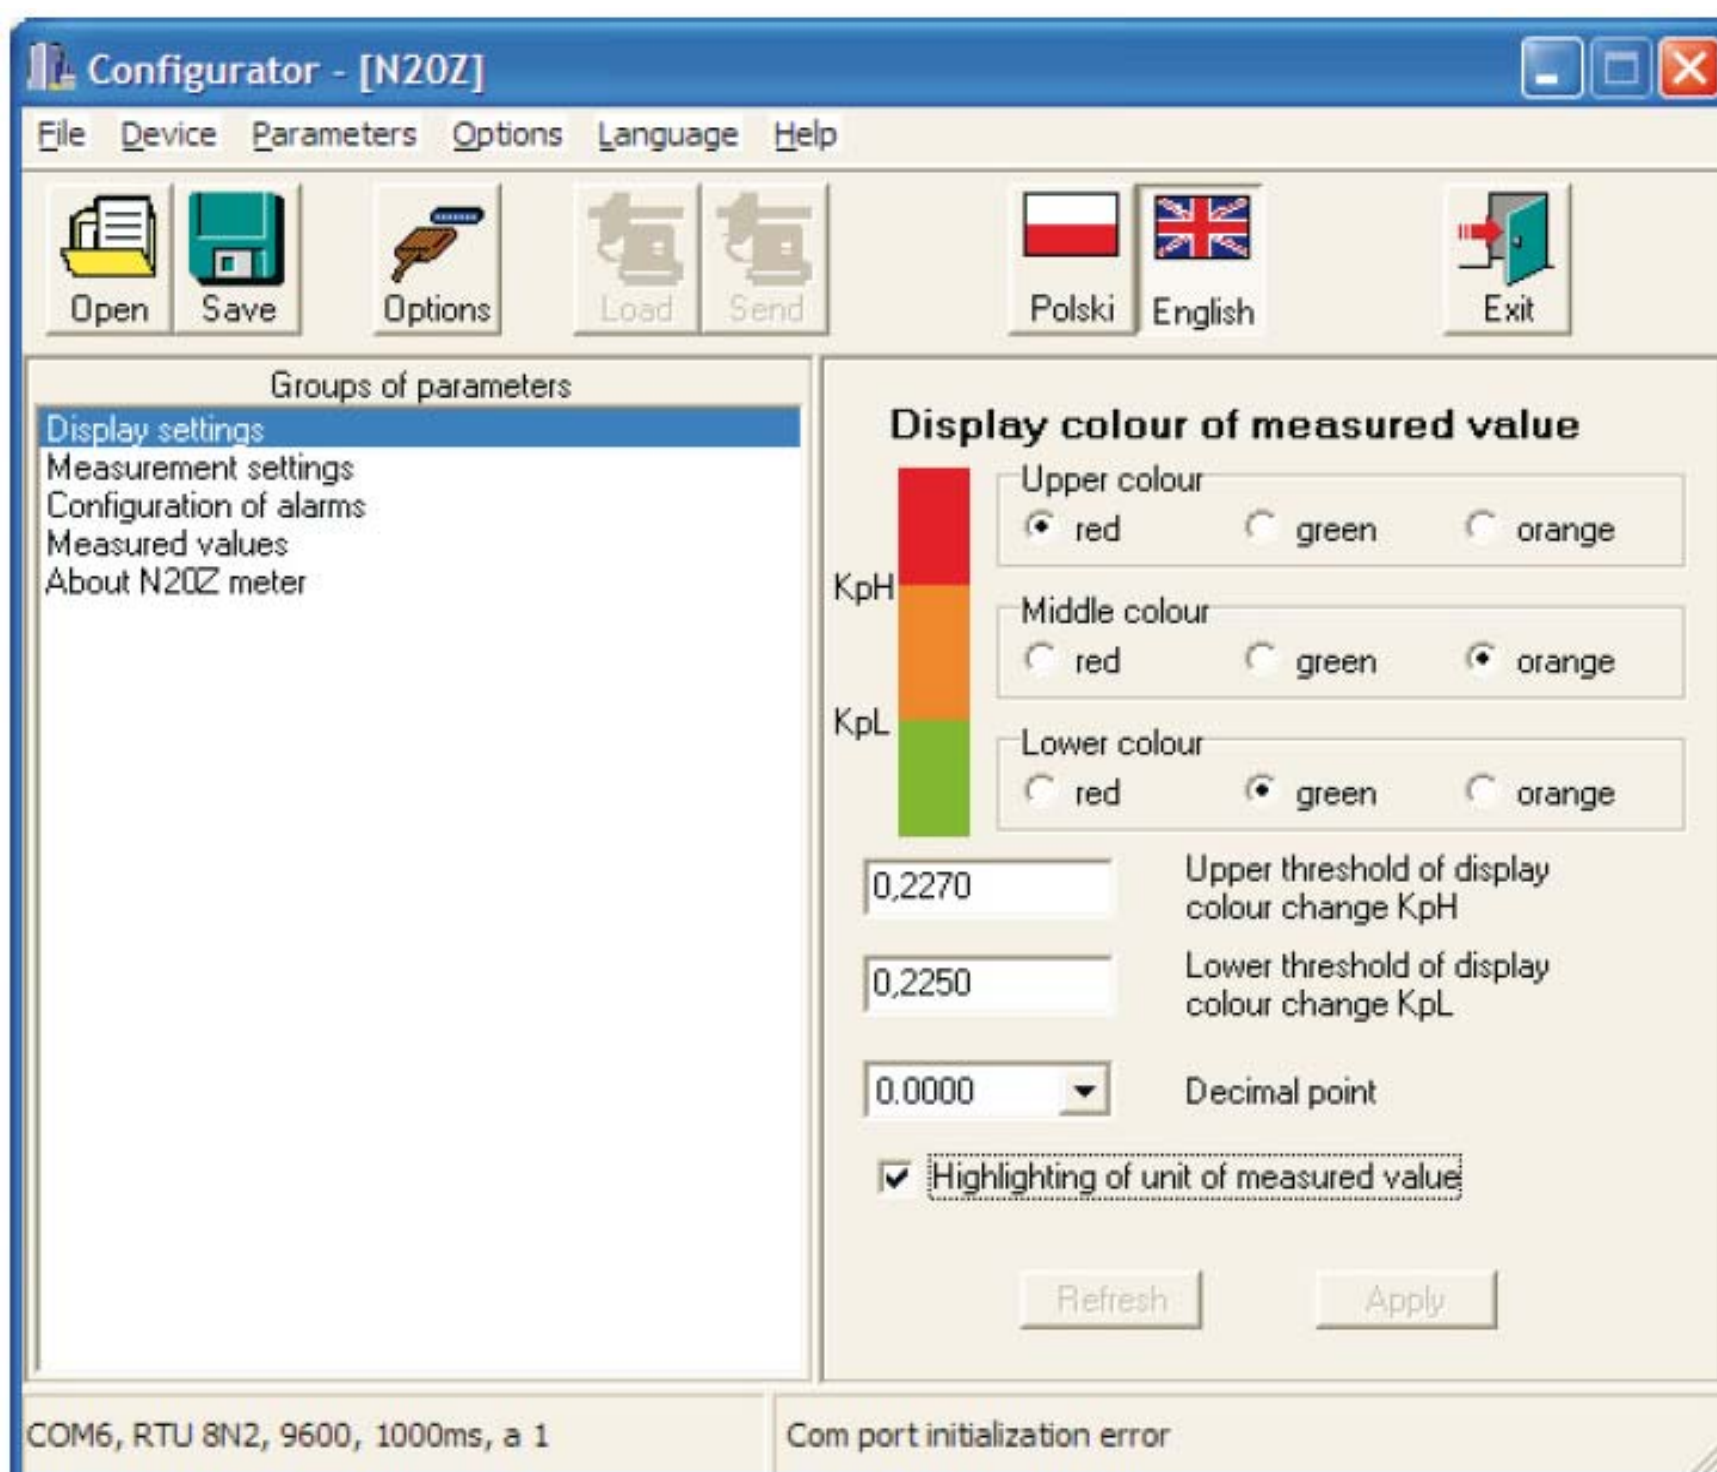 Configurator - [N20Z]
File Device Parameters Options Language Help
Open Save Options Load Send Polski English Exit
Groups of parameters
Display settings
Measurement settings
Configuration of alarms
Measured values
About N20Z meter
Display colour of measured value
Upper colour
red green orange
KpH
Middle colour
red green orange
KpL
Lower colour
red green orange
0,2270
Upper threshold of display
colour change KpH
0,2250
Lower threshold of display
colour change KpL
0.0000 Decimal point
Highlighting of unit of measured value
Refresh Apply
COM6, RTU 8N2, 9600, 1000ms, a 1
Com port initialization error